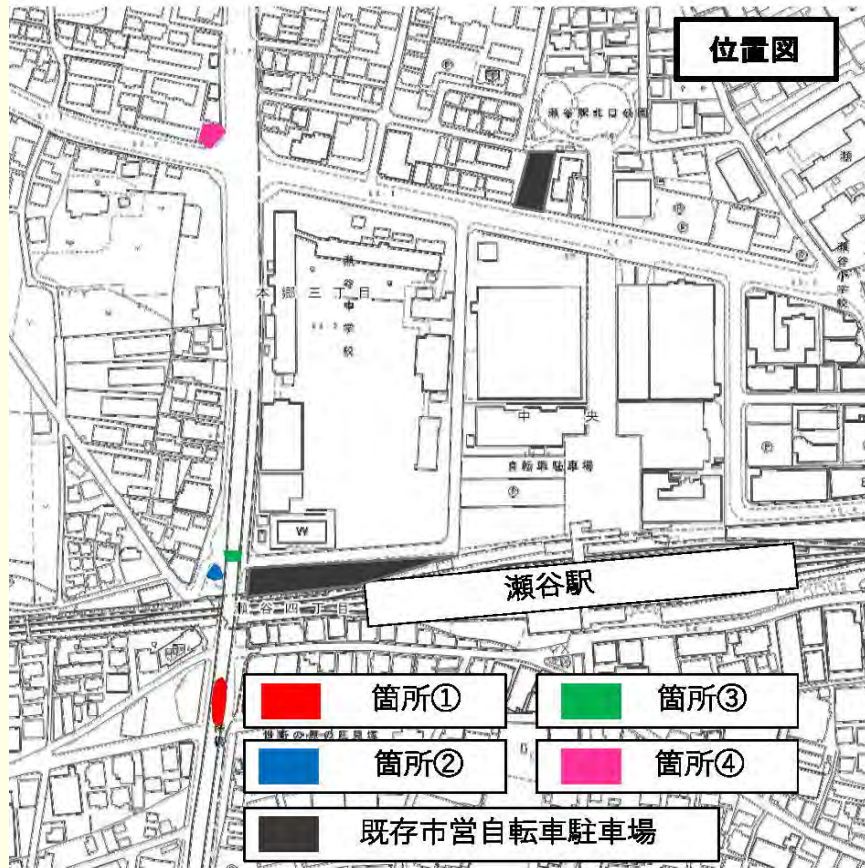 位置図
瀬谷駅北口公園
本郷三丁目
瀬谷中学校
瀬谷小学校
中央
自転車駐車場
W
瀬谷駅
瀬谷四丁目
箇所①
箇所③
箇所②
箇所④
既存市営自転車駐車場